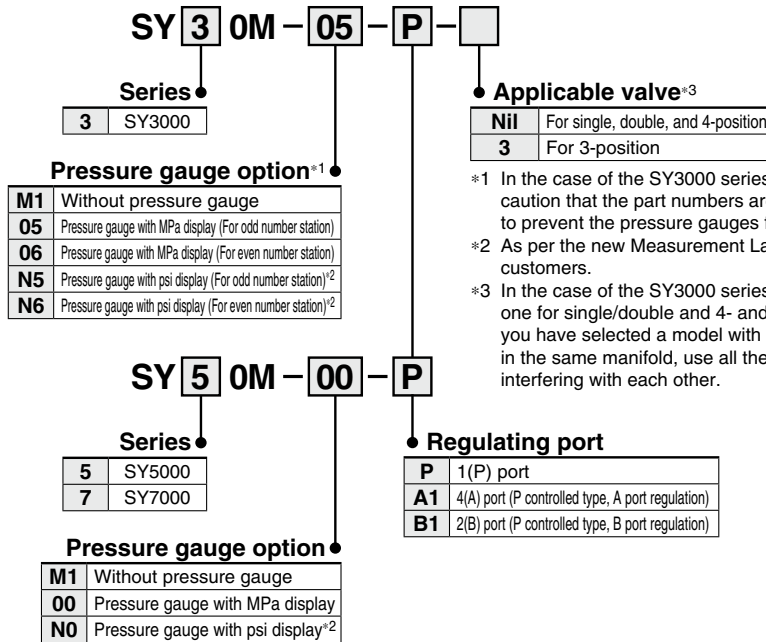 SY 3 0M – 05 – P –
Series
3 SY3000
Pressure gauge option*1
M1 Without pressure gauge
05 Pressure gauge with MPa display (For odd number station)
06 Pressure gauge with MPa display (For even number station)
N5 Pressure gauge with psi display (For odd number station)*2
N6 Pressure gauge with psi display (For even number station)*2
Applicable valve*3
Nil For single, double, and 4-position
3 For 3-position
*1 In the case of the SY3000 series
caution that the part numbers ar
to prevent the pressure gauges f
*2 As per the new Measurement La
customers.
*3 In the case of the SY3000 series
one for single/double and 4- and
you have selected a model with
in the same manifold, use all the
interfering with each other.
SY 5 0M – 00 – P
Series
5 SY5000
7 SY7000
Pressure gauge option
M1 Without pressure gauge
00 Pressure gauge with MPa display
N0 Pressure gauge with psi display*2
Regulating port
P 1(P) port
A1 4(A) port (P controlled type, A port regulation)
B1 2(B) port (P controlled type, B port regulation)